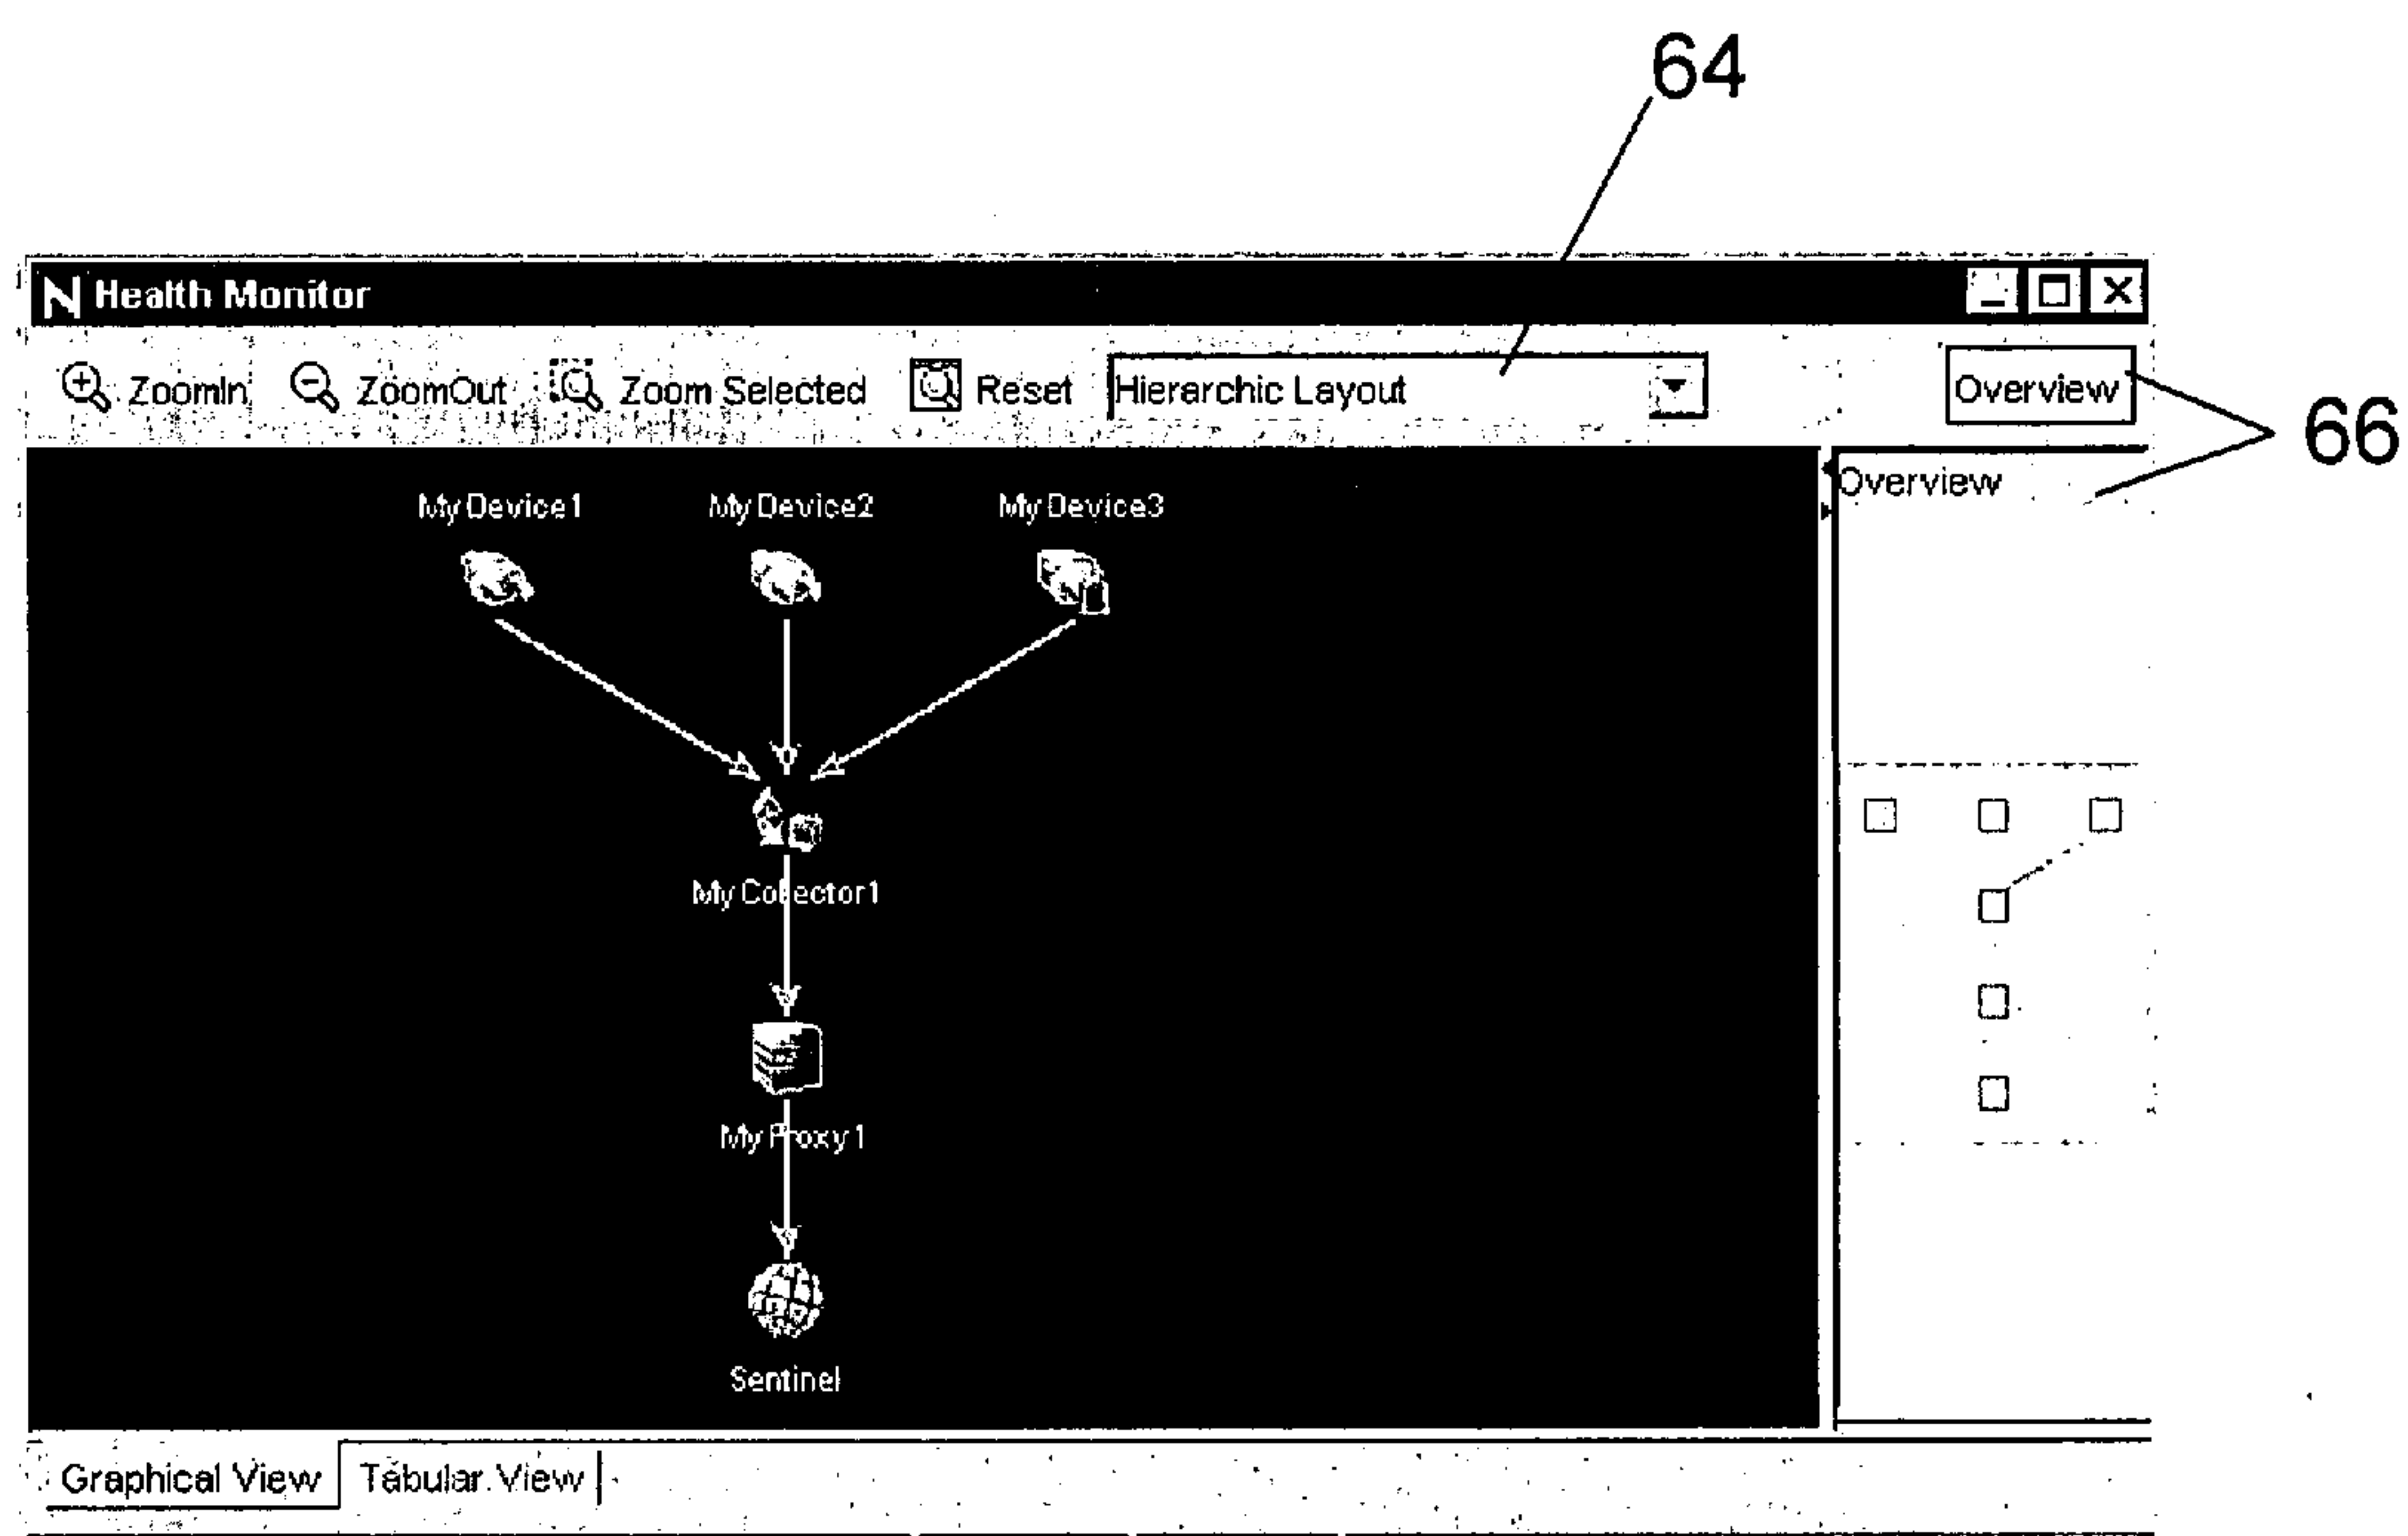 64
N Health Monitor
ZoomIn ZoomOut Zoom Selected Reset Hierarchic Layout Overview
66
Overview
My Device1 My Device2 My Device3
My Collector1
My Proxy1
Sentinel
Graphical View Tabular View